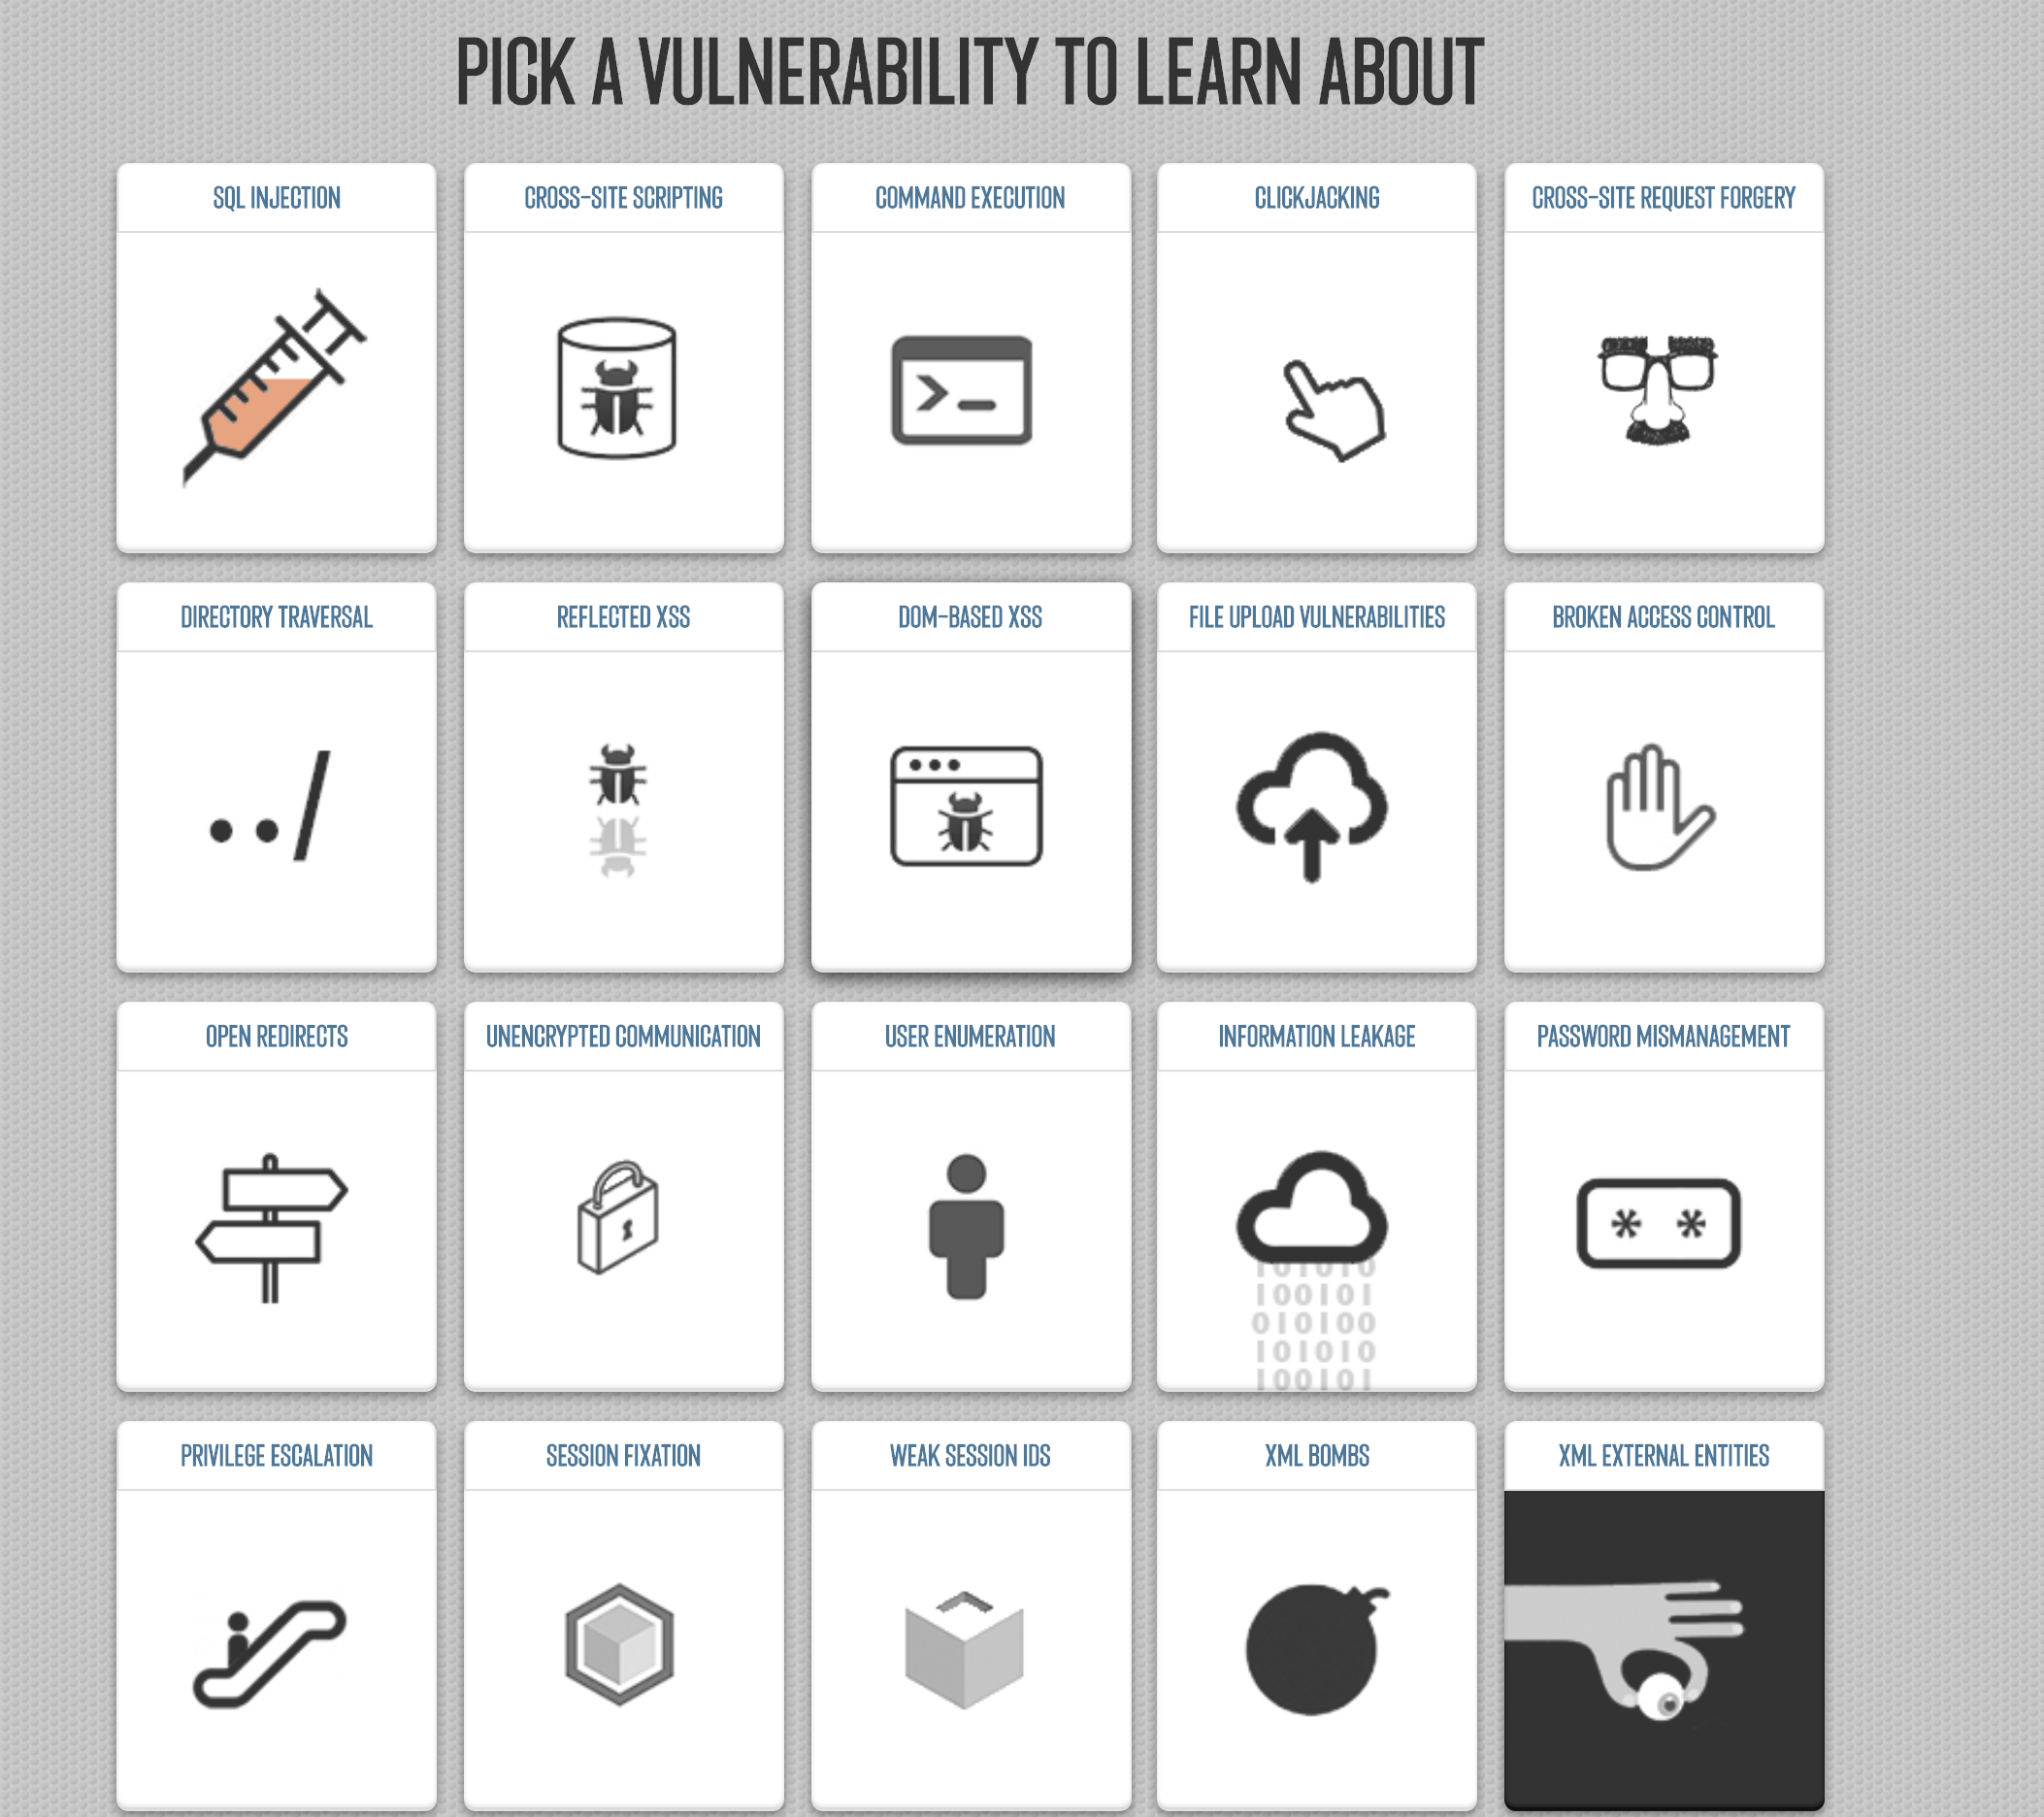 PICK A VULNERABILITY TO LEARN ABOUT
SQL INJECTION
CROSS-SITE SCRIPTING
COMMAND EXECUTION
CLICKJACKING
CROSS-SITE REQUEST FORGERY
>_
DIRECTORY TRAVERSAL
REFLECTED XSS
DOM-BASED XSS
FILE UPLOAD VULNERABILITIES
BROKEN ACCESS CONTROL
../
OPEN REDIRECTS
UNENCRYPTED COMMUNICATION
USER ENUMERATION
INFORMATION LEAKAGE
PASSWORD MISMANAGEMENT
* *
101010
100101
010100
101010
100101
PRIVILEGE ESCALATION
SESSION FIXATION
WEAK SESSION IDS
XML BOMBS
XML EXTERNAL ENTITIES